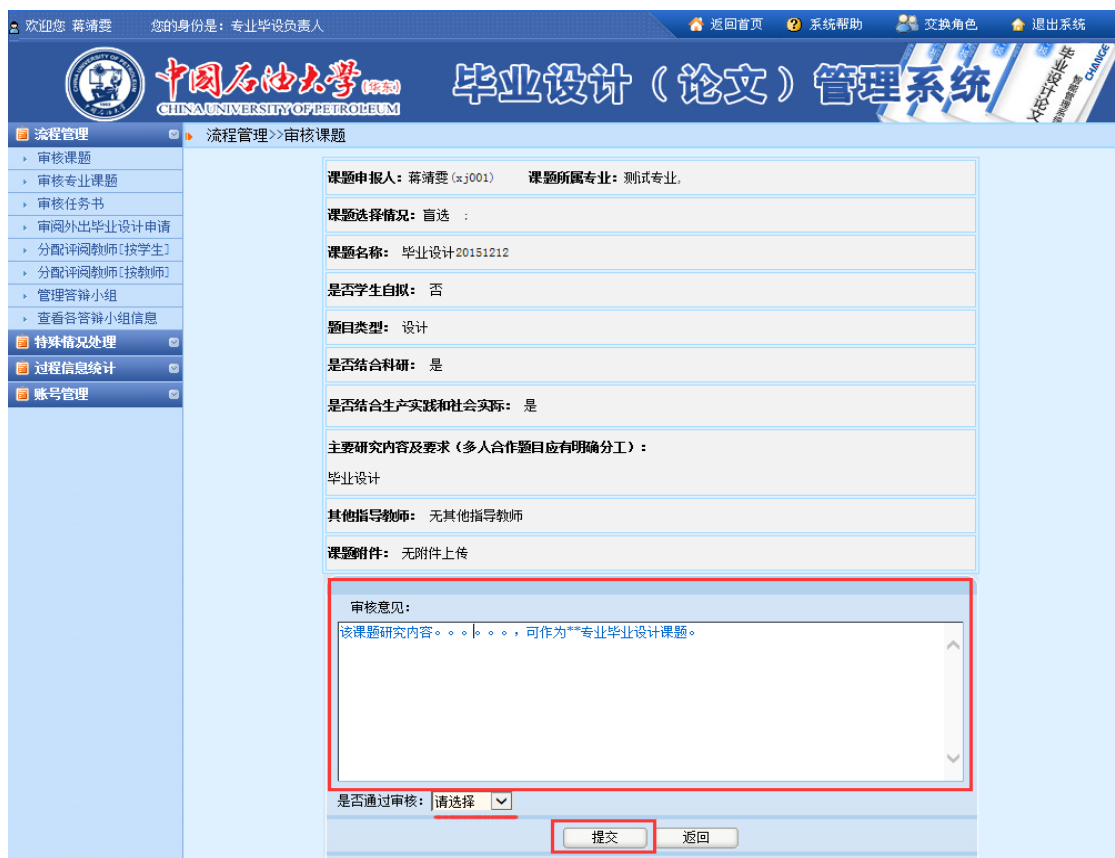 欢迎您 蒋靖雯 您的身份是：专业毕设负责人 返回首页 系统帮助 交换角色 退出系统
中国石油大学(华东) 毕业设计（论文）管理系统
CHINA UNIVERSITY OF PETROLEUM
流程管理 流程管理>>审核课题
审核课题
审核专业课题
审核任务书
审阅外出毕业设计申请
分配评阅教师[按学生]
分配评阅教师[按教师]
管理答辩小组
查看各答辩小组信息
特殊情况处理
过程信息统计
账号管理
课题申报人：蒋靖雯(xj001) 课题所属专业：测试专业,
课题选择情况：盲选 ：
课题名称： 毕业设计20151212
是否学生自拟： 否
题目类型： 设计
是否结合科研： 是
是否结合生产实践和社会实际： 是
主要研究内容及要求（多人合作题目应有明确分工）：
毕业设计
其他指导教师： 无其他指导教师
课题附件： 无附件上传
审核意见：
该课题研究内容。。。。。。，可作为**专业毕业设计课题。
是否通过审核： 请选择
提交 返回